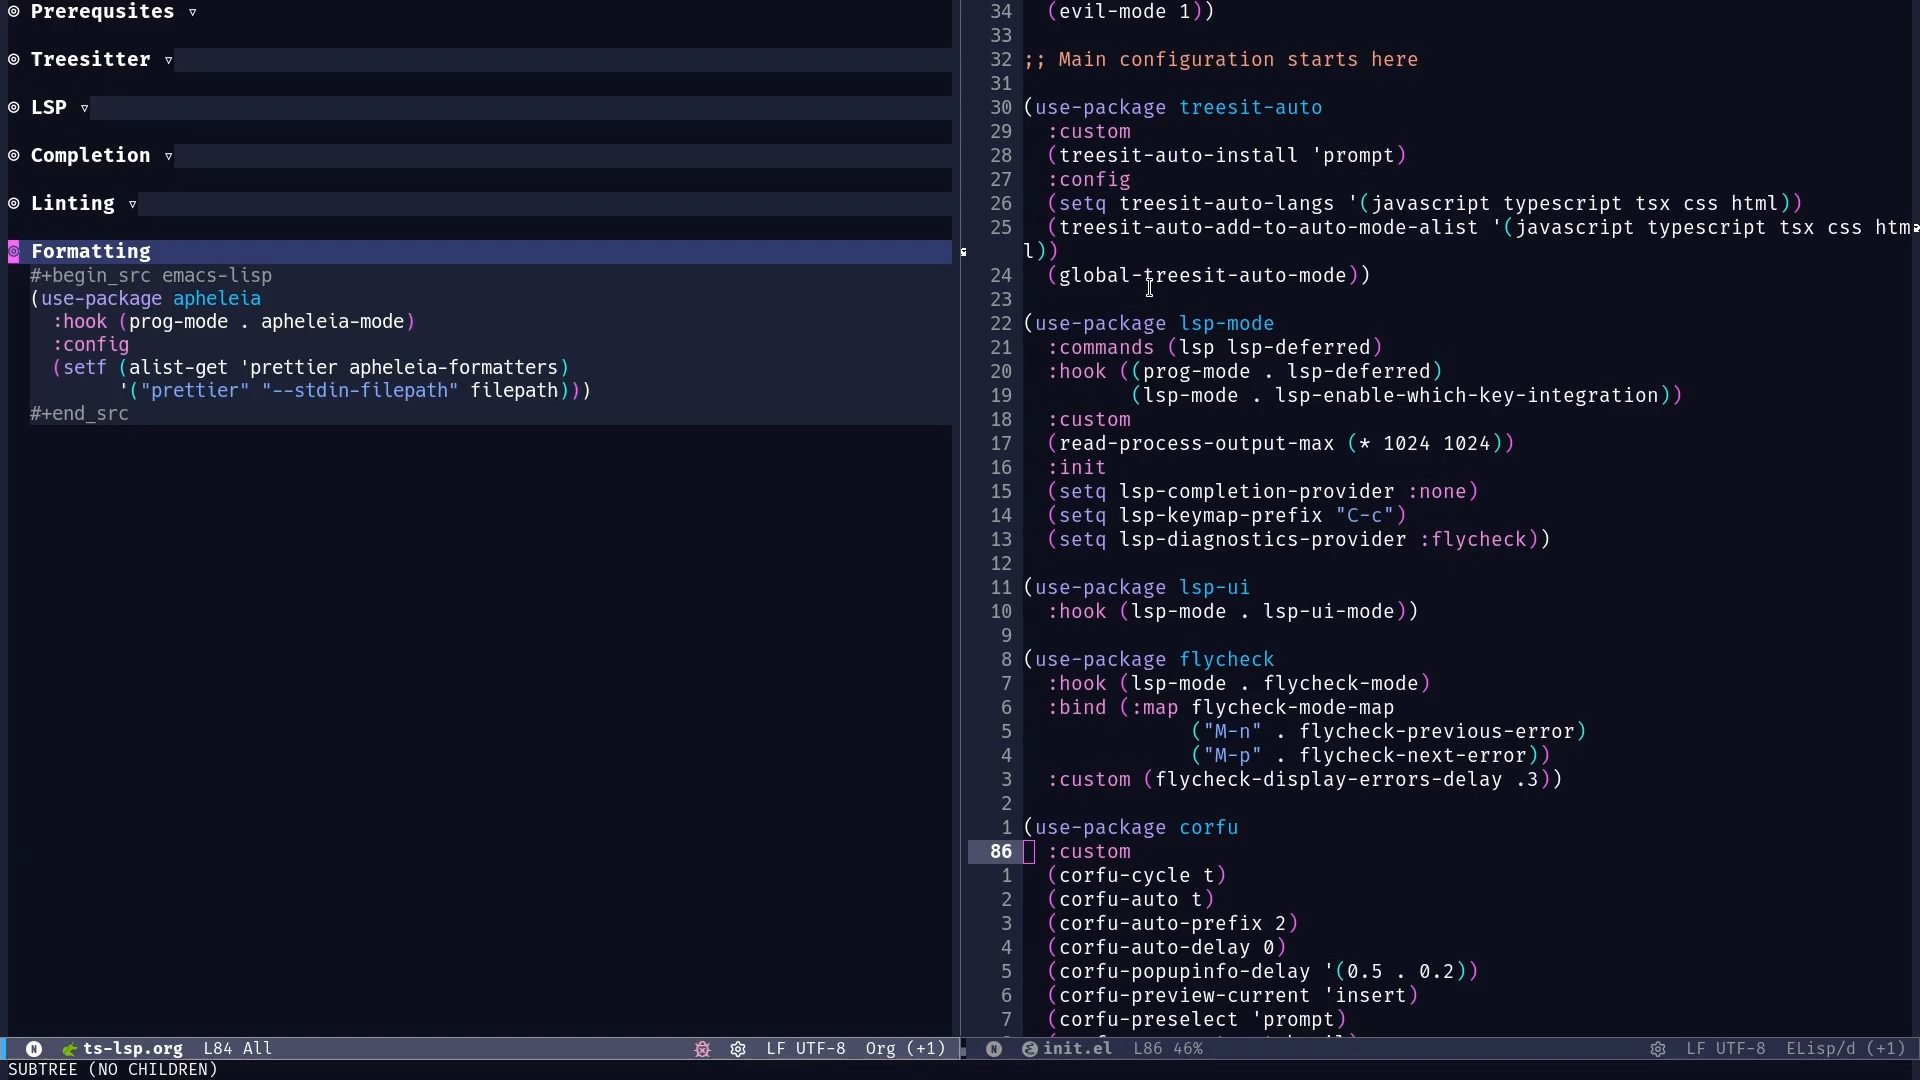 Prerequsites ▿
Treesitter ▿
LSP ▿
Completion ▿
Linting ▿
Formatting
#+begin_src emacs-lisp
(use-package apheleia
  :hook (prog-mode . apheleia-mode)
  :config
  (setf (alist-get 'prettier apheleia-formatters)
        '("prettier" "--stdin-filepath" filepath)))
#+end_src
N ts-lsp.org L84 All LF UTF-8 Org (+1)
34   (evil-mode 1))
33
32 ;; Main configuration starts here
31
30 (use-package treesit-auto
29   :custom
28   (treesit-auto-install 'prompt)
27   :config
26   (setq treesit-auto-langs '(javascript typescript tsx css html))
25   (treesit-auto-add-to-auto-mode-alist '(javascript typescript tsx css htm
l))
24   (global-treesit-auto-mode))
23
22 (use-package lsp-mode
21   :commands (lsp lsp-deferred)
20   :hook ((prog-mode . lsp-deferred)
19          (lsp-mode . lsp-enable-which-key-integration))
18   :custom
17   (read-process-output-max (* 1024 1024))
16   :init
15   (setq lsp-completion-provider :none)
14   (setq lsp-keymap-prefix "C-c")
13   (setq lsp-diagnostics-provider :flycheck))
12
11 (use-package lsp-ui
10   :hook (lsp-mode . lsp-ui-mode))
9
8 (use-package flycheck
7   :hook (lsp-mode . flycheck-mode)
6   :bind (:map flycheck-mode-map
5               ("M-n" . flycheck-previous-error)
4               ("M-p" . flycheck-next-error))
3   :custom (flycheck-display-errors-delay .3))
2
1 (use-package corfu
86   :custom
1   (corfu-cycle t)
2   (corfu-auto t)
3   (corfu-auto-prefix 2)
4   (corfu-auto-delay 0)
5   (corfu-popupinfo-delay '(0.5 . 0.2))
6   (corfu-preview-current 'insert)
7   (corfu-preselect 'prompt)
N init.el L86 46% LF UTF-8 ELisp/d (+1)
SUBTREE (NO CHILDREN)